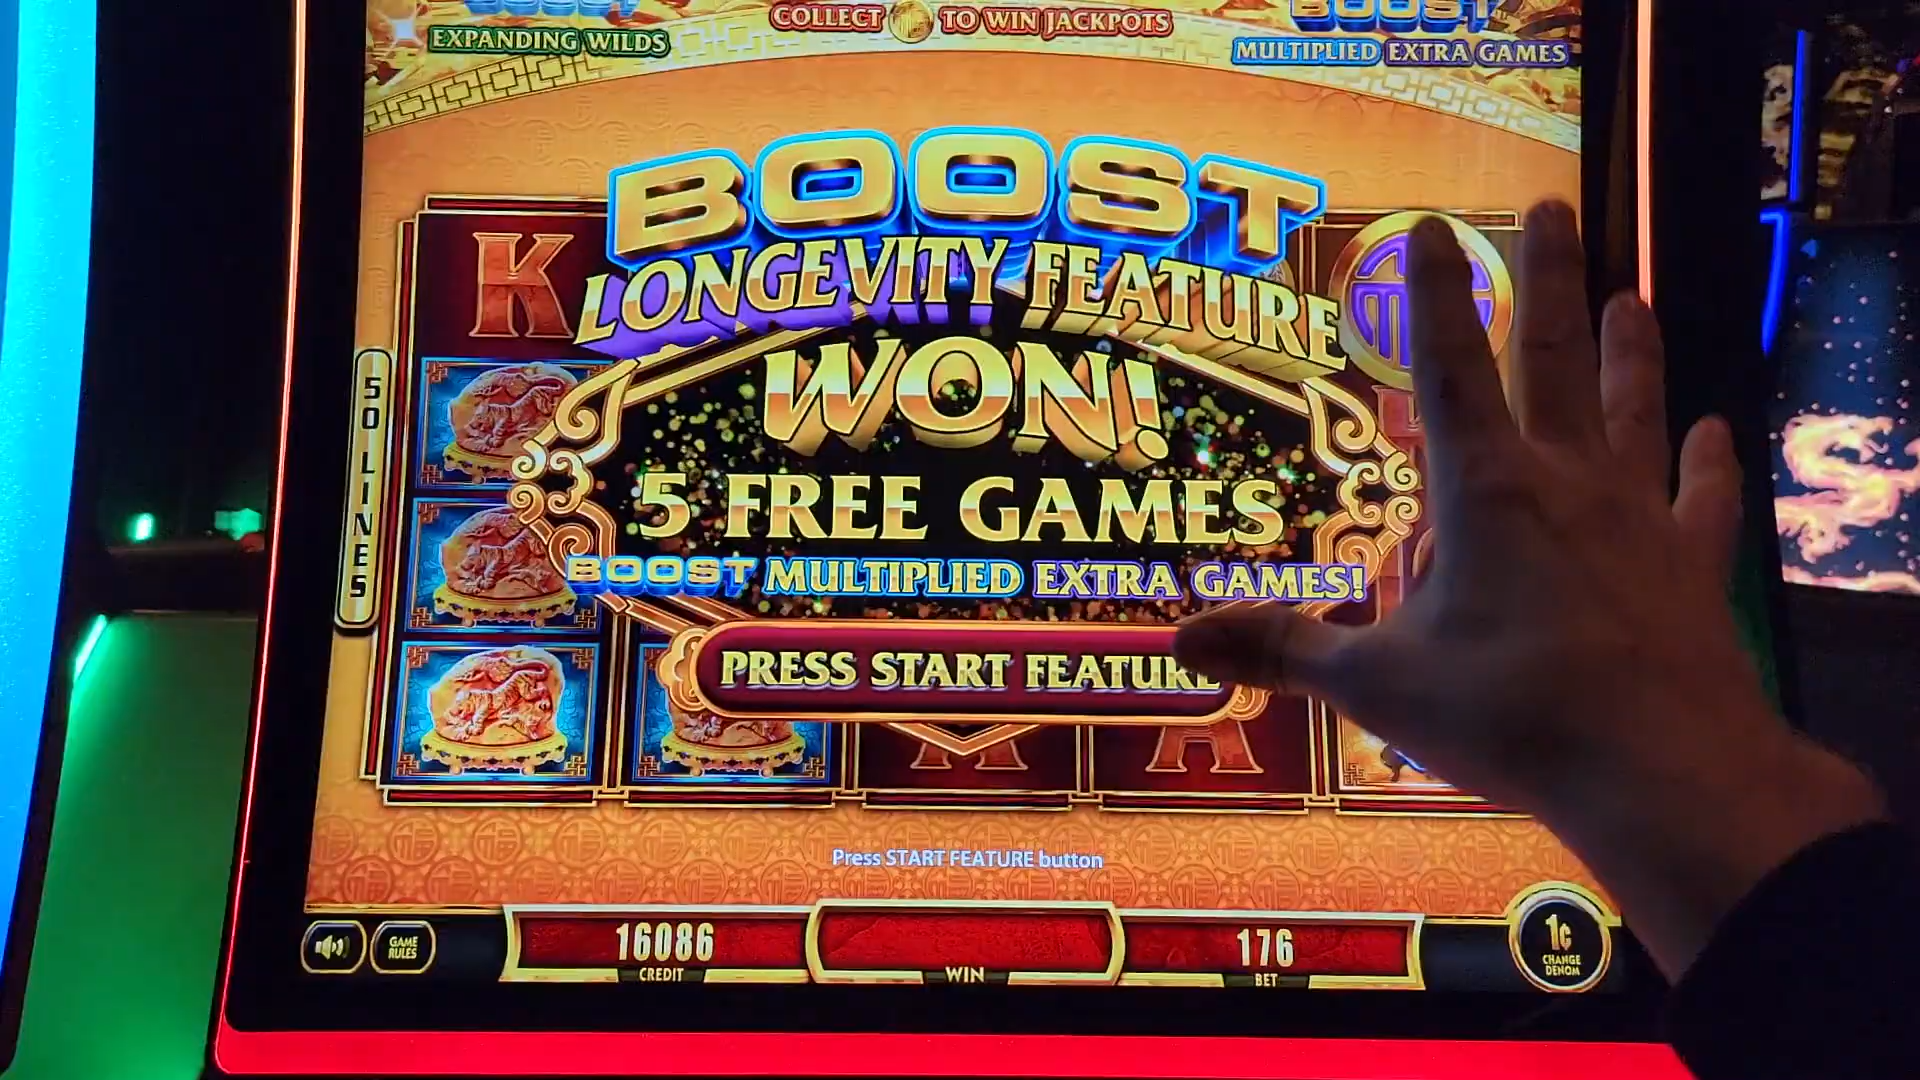 BOOST
EXPANDING WILDS
COLLECT TO WIN JACKPOTS
BOOST
MULTIPLIED EXTRA GAMES
BOOST
LONGEVITY FEATURE
WON!
5 FREE GAMES
BOOST MULTIPLIED EXTRA GAMES!
PRESS START FEATURE
K
50 LINES
A
A
Press START FEATURE button
GAME
RULES
16086
CREDIT
WIN
176
BET
1¢
CHANGE
DENOM